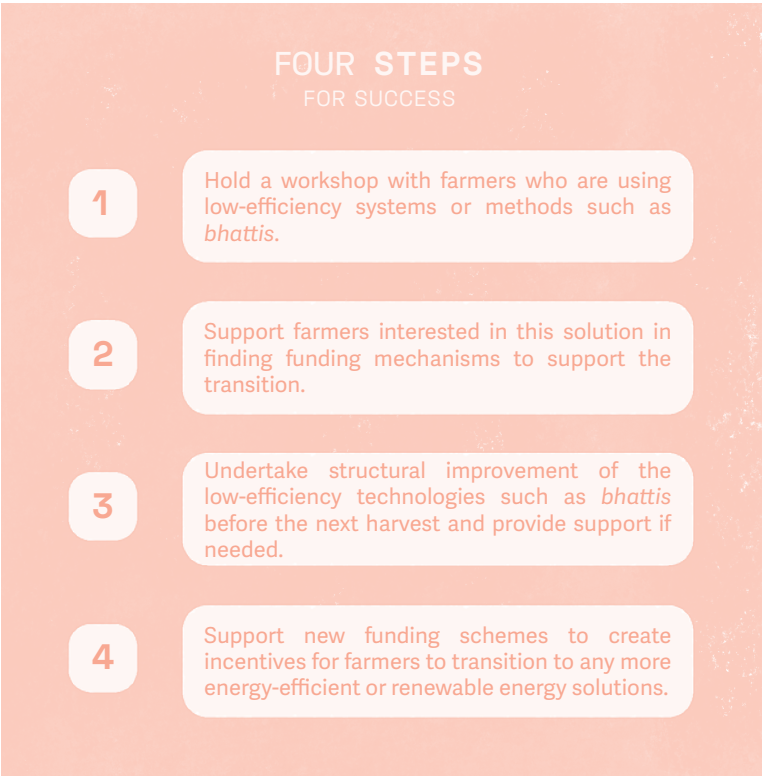 FOUR STEPS
FOR SUCCESS
1
Hold a workshop with farmers who are using
low-efficiency systems or methods such as
bhattis.
2
Support farmers interested in this solution in
finding funding mechanisms to support the
transition.
3
Undertake structural improvement of the
low-efficiency technologies such as bhattis
before the next harvest and provide support if
needed.
4
Support new funding schemes to create
incentives for farmers to transition to any more
energy-efficient or renewable energy solutions.